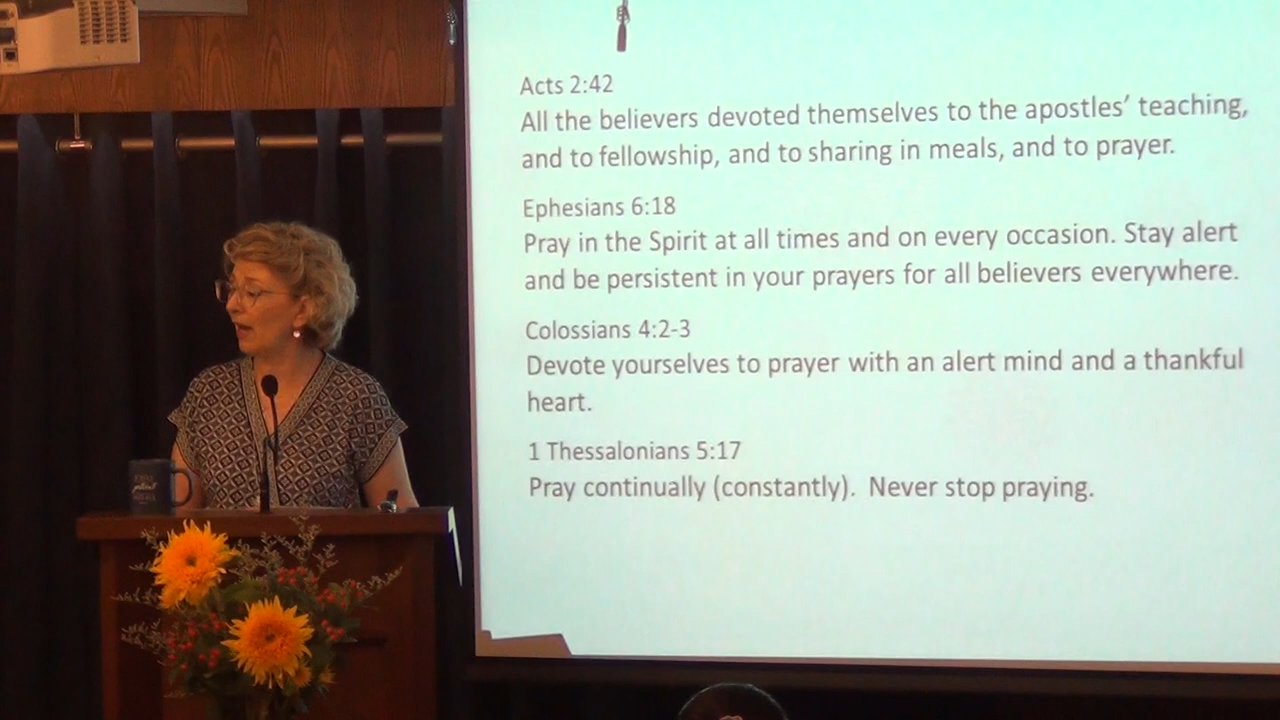 Acts 2:42
All the believers devoted themselves to the apostles’ teaching,
and to fellowship, and to sharing in meals, and to prayer.
Ephesians 6:18
Pray in the Spirit at all times and on every occasion. Stay alert
and be persistent in your prayers for all believers everywhere.
Colossians 4:2-3
Devote yourselves to prayer with an alert mind and a thankful
heart.
1 Thessalonians 5:17
Pray continually (constantly).  Never stop praying.